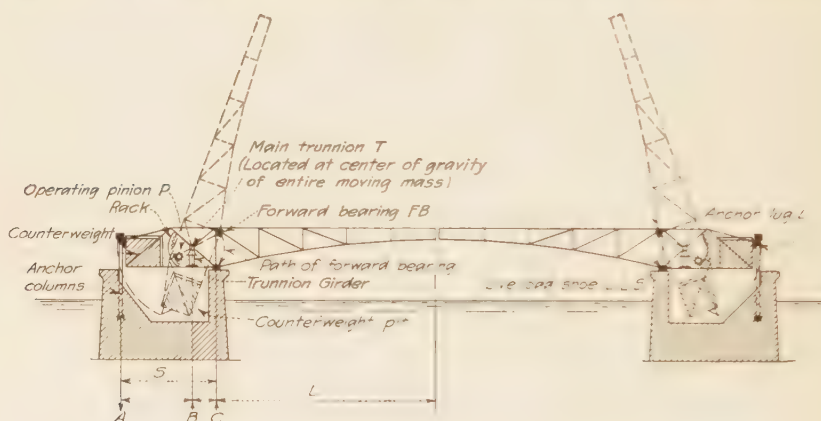 Main trunnion T
(Located at center of gravity
of entire moving mass)
Operating pinion P
Rack
Forward bearing FB
Counterweight
Anchor lug L
Anchor
columns
Path of forward bearing
Trunnion Girder
Counterweight
S
L
A B C